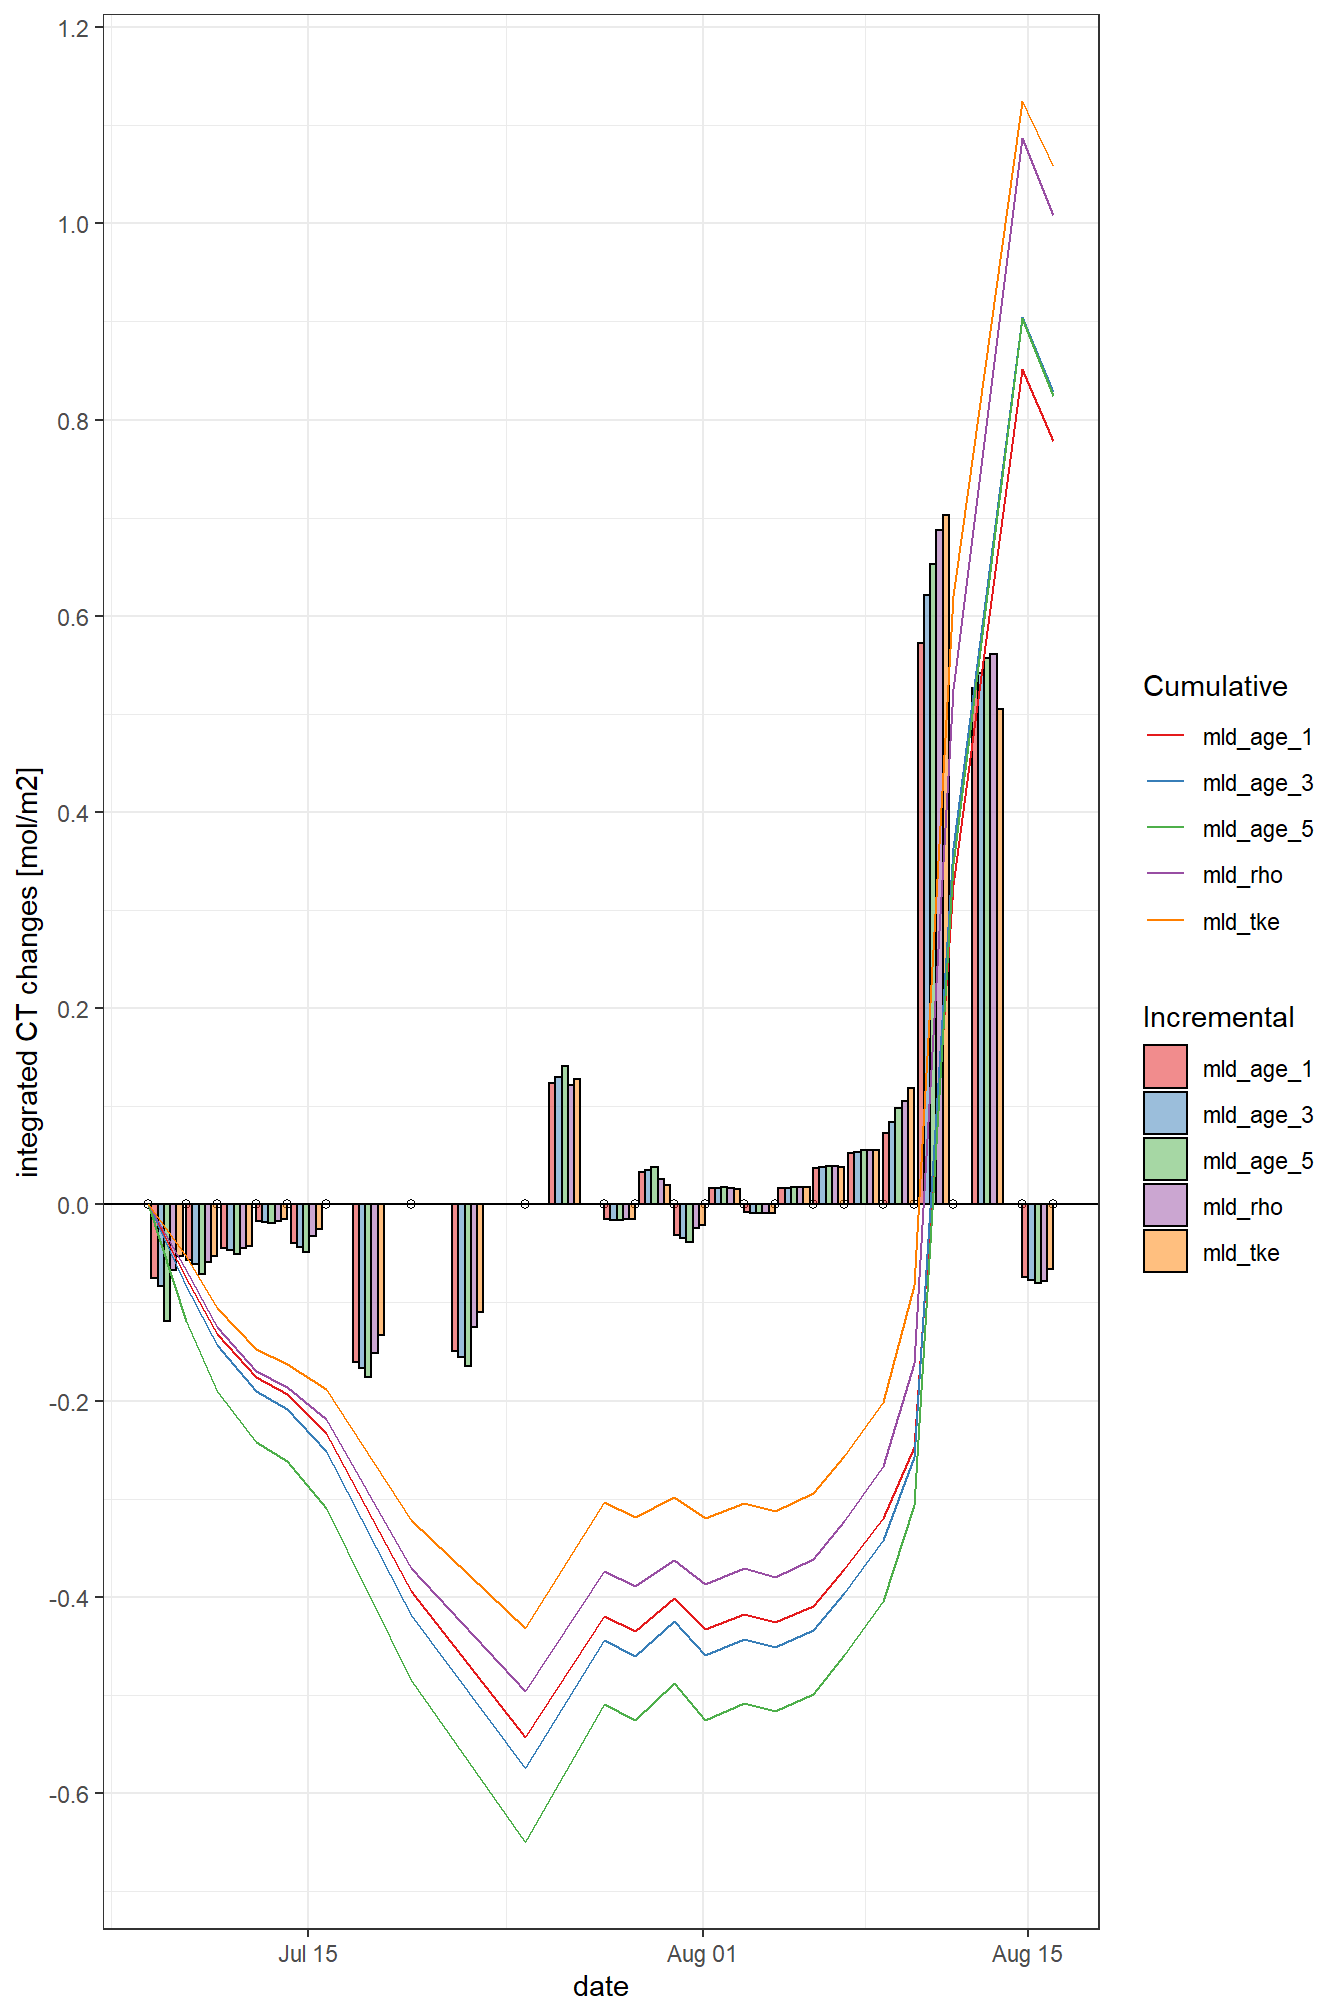 1.2
1.0
0.8
0.6
0.4
0.2
0.0
-0.2
-0.4
-0.6
integrated CT changes [mol/m2]
Jul 15
Aug 01
Aug 15
date
Cumulative
mld_age_1
mld_age_3
mld_age_5
mld_rho
mld_tke
Incremental
mld_age_1
mld_age_3
mld_age_5
mld_rho
mld_tke